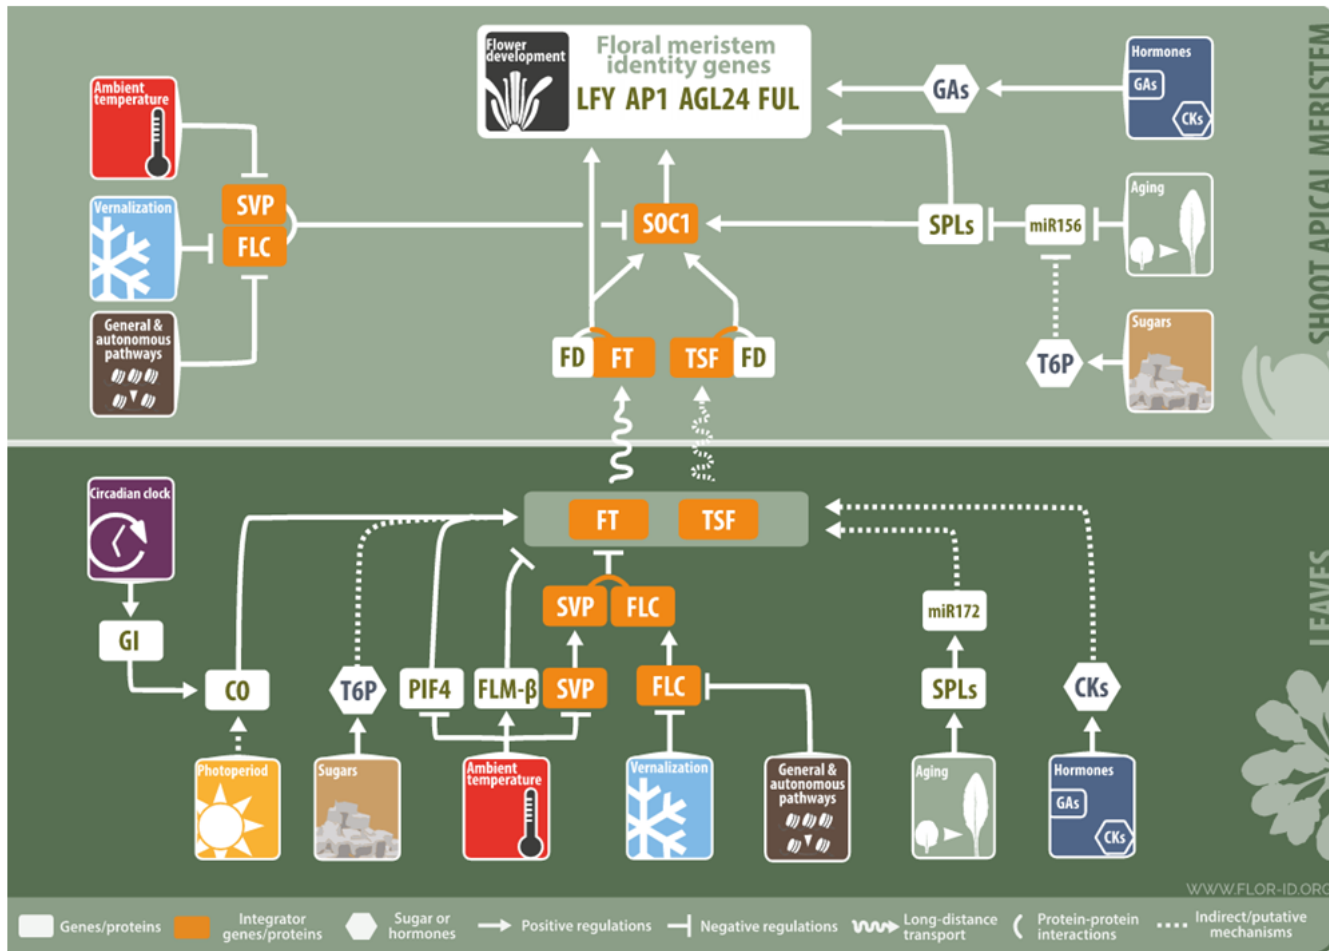 Flower
development
Floral meristem
identity genes
LFY AP1 AGL24 FUL
GAs
Hormones
GAs
CKs
Ambient
temperature
Vernalization
SVP
FLC
General &
autonomous
pathways
SOC1
SPLs
miR156
Aging
FD
FT
TSF
FD
T6P
Sugars
SHOOT APICAL MERISTEM
Circadian clock
FT
TSF
GI
SVP
FLC
miR172
CO
T6P
PIF4
FLM-β
SVP
FLC
SPLs
CKs
LEAVES
Photoperiod
Sugars
Ambient
temperature
Vernalization
General &
autonomous
pathways
Aging
Hormones
GAs
CKs
WWW.FLOR-ID.ORG
Genes/proteins
Integrator
genes/proteins
Sugar or
hormones
Positive regulations
Negative regulations
Long-distance
transport
Protein-protein
interactions
Indirect/putative
mechanisms